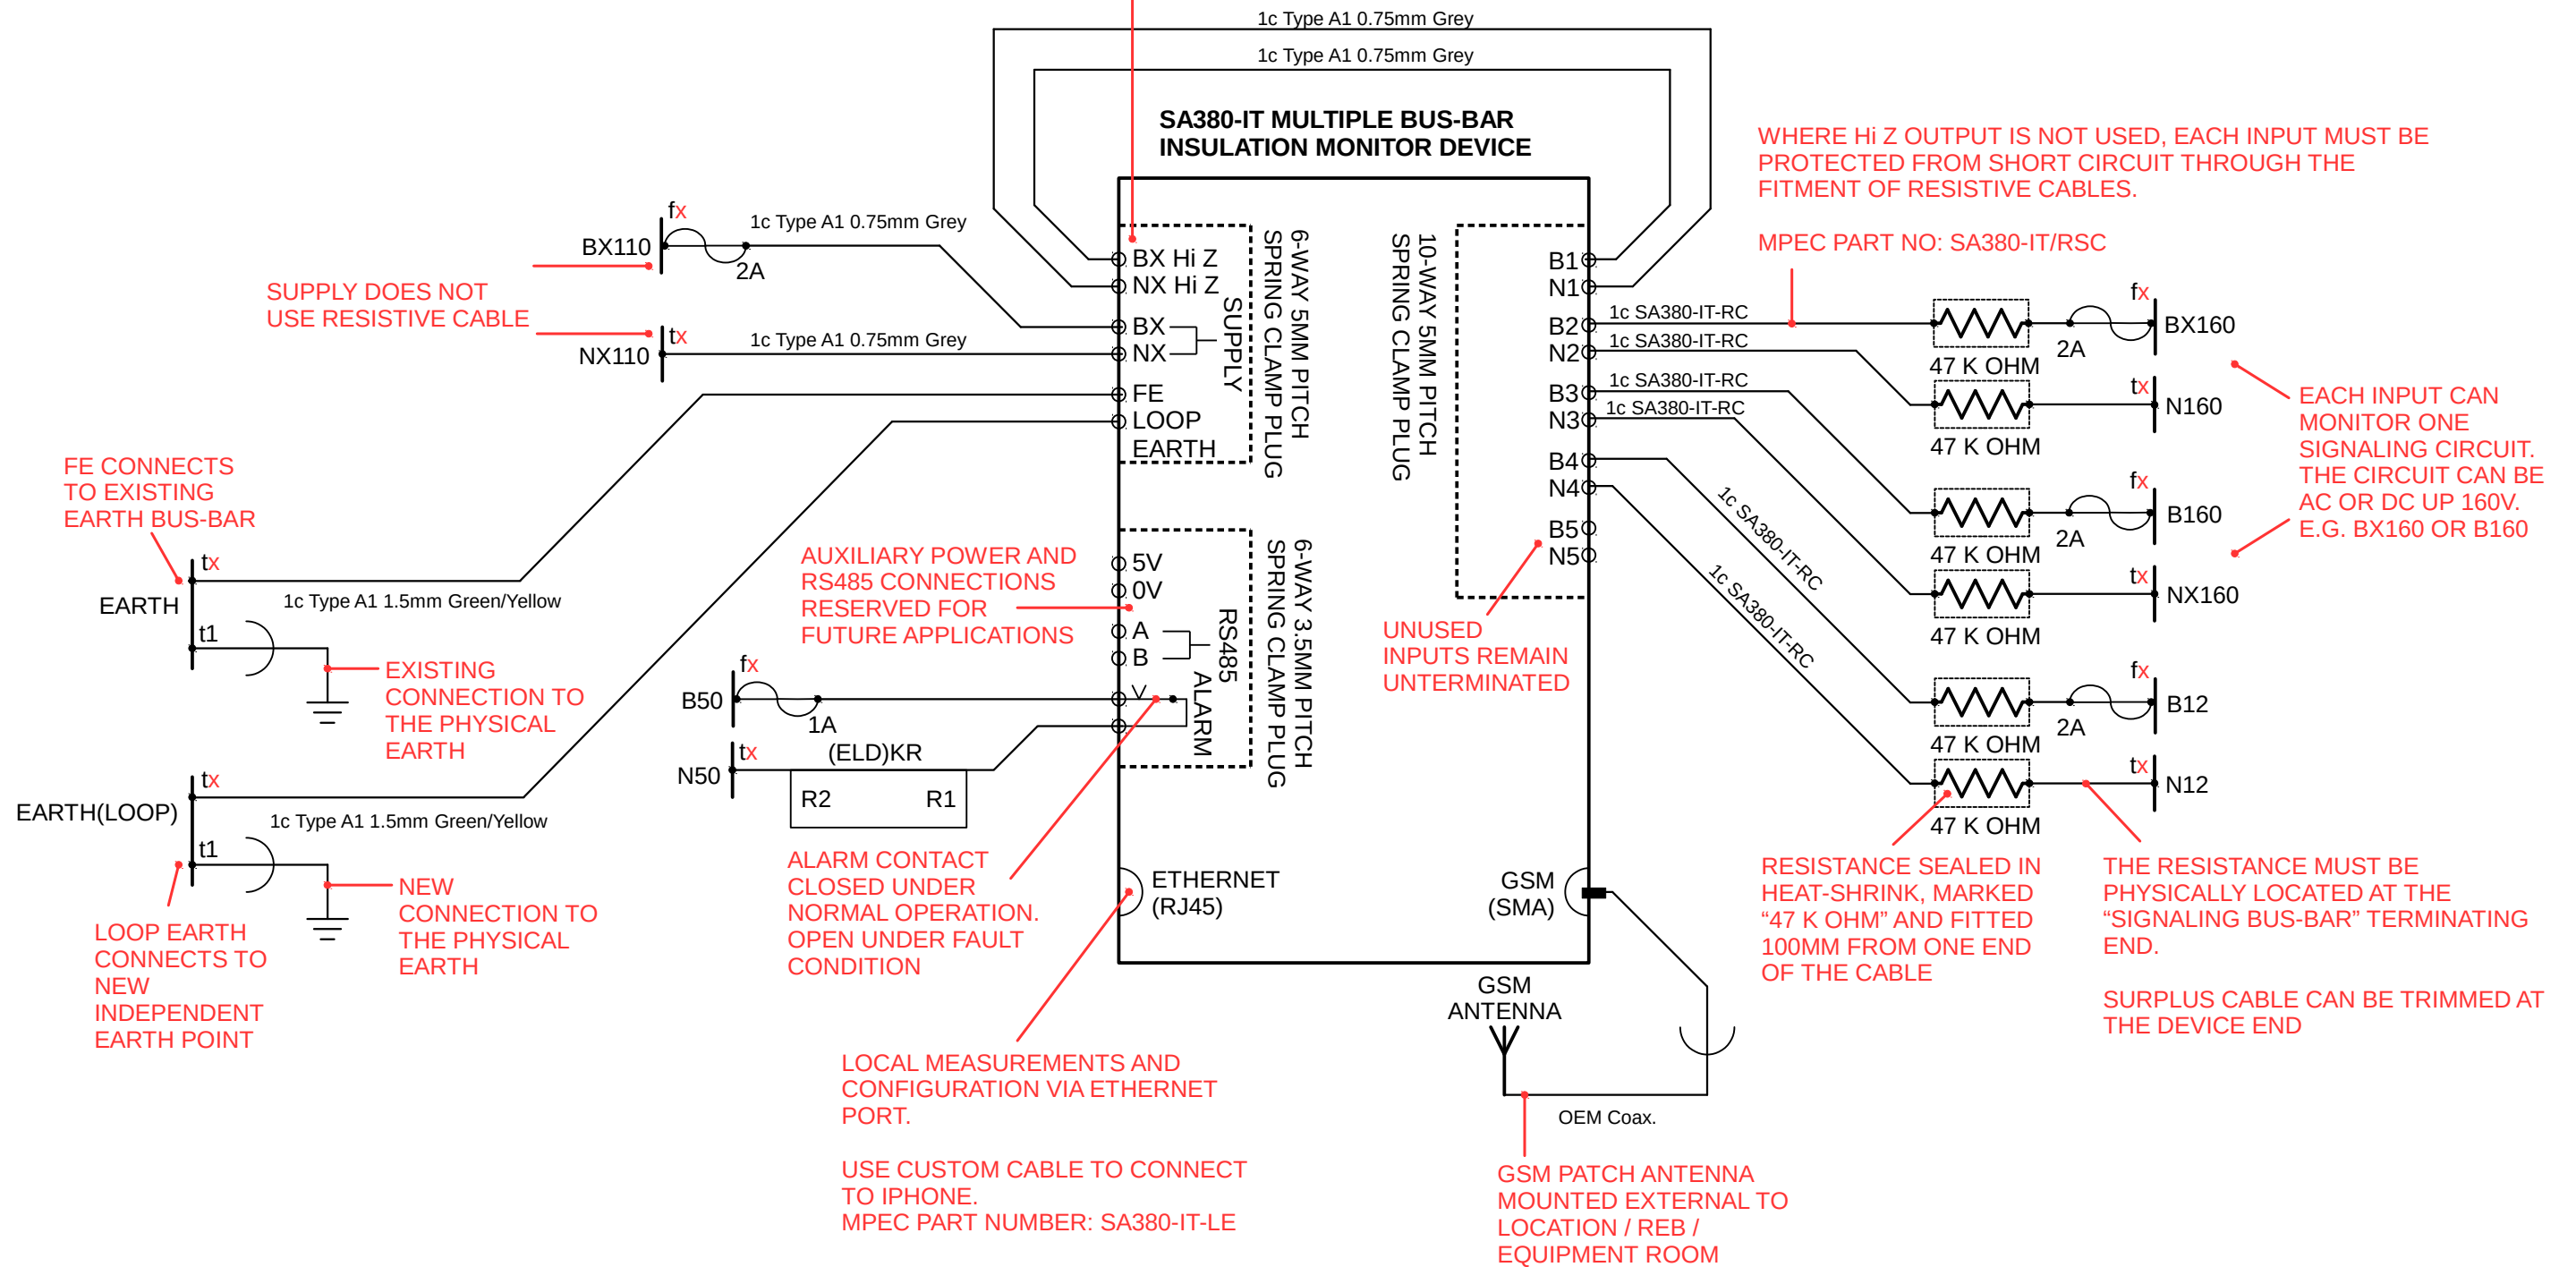 1c Type A1 0.75mm Grey
1c Type A1 0.75mm Grey
SA380-IT MULTIPLE BUS-BAR
INSULATION MONITOR DEVICE
WHERE Hi Z OUTPUT IS NOT USED, EACH INPUT MUST BE
PROTECTED FROM SHORT CIRCUIT THROUGH THE
FITMENT OF RESISTIVE CABLES.
MPEC PART NO: SA380-IT/RSC
fx
BX110
2A
1c Type A1 0.75mm Grey
SUPPLY DOES NOT
USE RESISTIVE CABLE
tx
NX110
1c Type A1 0.75mm Grey
BX Hi Z
NX Hi Z
BX
NX
SUPPLY
FE
LOOP
EARTH
6-WAY 5MM PITCH
SPRING CLAMP PLUG
10-WAY 5MM PITCH
SPRING CLAMP PLUG
B1
N1
B2
N2
B3
N3
B4
N4
B5
N5
1c SA380-IT-RC
1c SA380-IT-RC
1c SA380-IT-RC
1c SA380-IT-RC
1c SA380-IT-RC
1c SA380-IT-RC
47 K OHM
2A
fx
BX160
47 K OHM
tx
N160
47 K OHM
2A
fx
B160
47 K OHM
tx
NX160
47 K OHM
2A
fx
B12
47 K OHM
tx
N12
EACH INPUT CAN
MONITOR ONE
SIGNALING CIRCUIT.
THE CIRCUIT CAN BE
AC OR DC UP 160V.
E.G. BX160 OR B160
FE CONNECTS
TO EXISTING
EARTH BUS-BAR
tx
EARTH
t1
1c Type A1 1.5mm Green/Yellow
EXISTING
CONNECTION TO
THE PHYSICAL
EARTH
tx
EARTH(LOOP)
t1
1c Type A1 1.5mm Green/Yellow
NEW
CONNECTION TO
THE PHYSICAL
EARTH
LOOP EARTH
CONNECTS TO
NEW
INDEPENDENT
EARTH POINT
AUXILIARY POWER AND
RS485 CONNECTIONS
RESERVED FOR
FUTURE APPLICATIONS
5V
0V
A
B
RS485
ALARM
6-WAY 3.5MM PITCH
SPRING CLAMP PLUG
UNUSED
INPUTS REMAIN
UNTERMINATED
fx
B50
1A
tx
N50
(ELD)KR
R2
R1
ALARM CONTACT
CLOSED UNDER
NORMAL OPERATION.
OPEN UNDER FAULT
CONDITION
ETHERNET
(RJ45)
GSM
(SMA)
RESISTANCE SEALED IN
HEAT-SHRINK, MARKED
“47 K OHM” AND FITTED
100MM FROM ONE END
OF THE CABLE
THE RESISTANCE MUST BE
PHYSICALLY LOCATED AT THE
“SIGNALING BUS-BAR” TERMINATING
END.
SURPLUS CABLE CAN BE TRIMMED AT
THE DEVICE END
GSM
ANTENNA
OEM Coax.
LOCAL MEASUREMENTS AND
CONFIGURATION VIA ETHERNET
PORT.
USE CUSTOM CABLE TO CONNECT
TO IPHONE.
MPEC PART NUMBER: SA380-IT-LE
GSM PATCH ANTENNA
MOUNTED EXTERNAL TO
LOCATION / REB /
EQUIPMENT ROOM